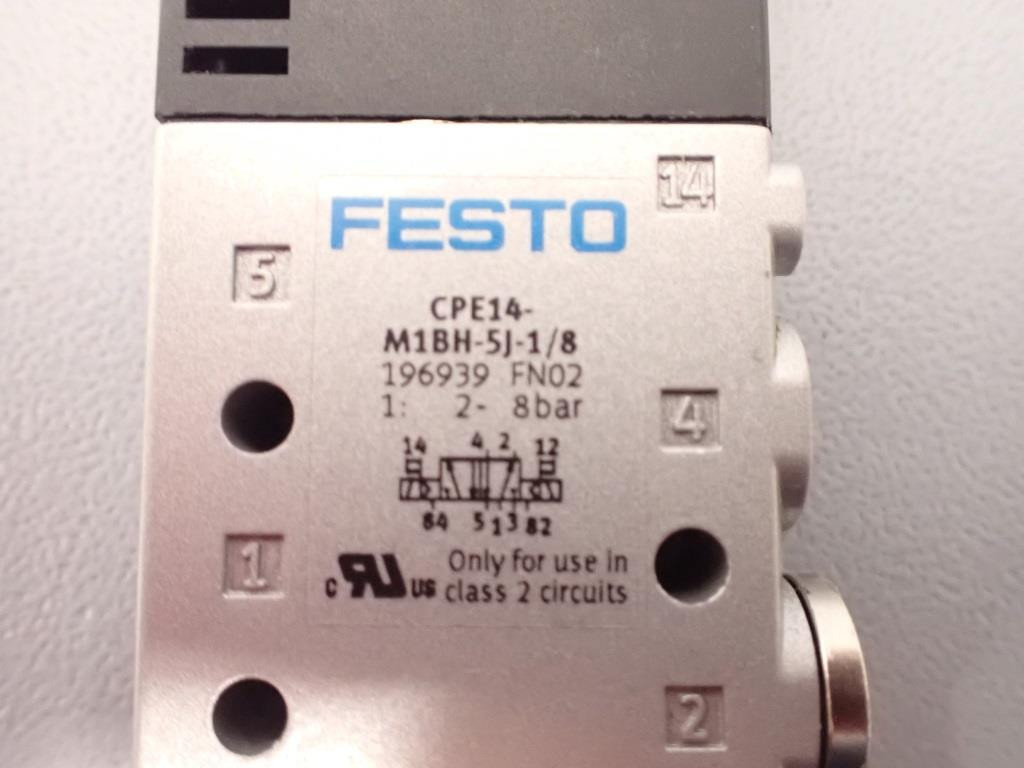 14
FESTO
5
CPE14-
M1BH-5J-1/8
196939 FN02
1: 2- 8bar
4
14 4 2 12
84 5 1 3 82
1
Only for use in
c RU US class 2 circuits
2